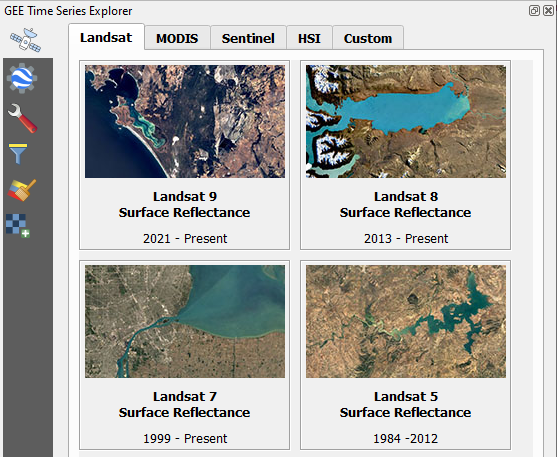 GEE Time Series Explorer
Landsat MODIS Sentinel HSI Custom
Landsat 9
Surface Reflectance
2021 - Present
Landsat 8
Surface Reflectance
2013 - Present
Landsat 7
Surface Reflectance
1999 - Present
Landsat 5
Surface Reflectance
1984 -2012